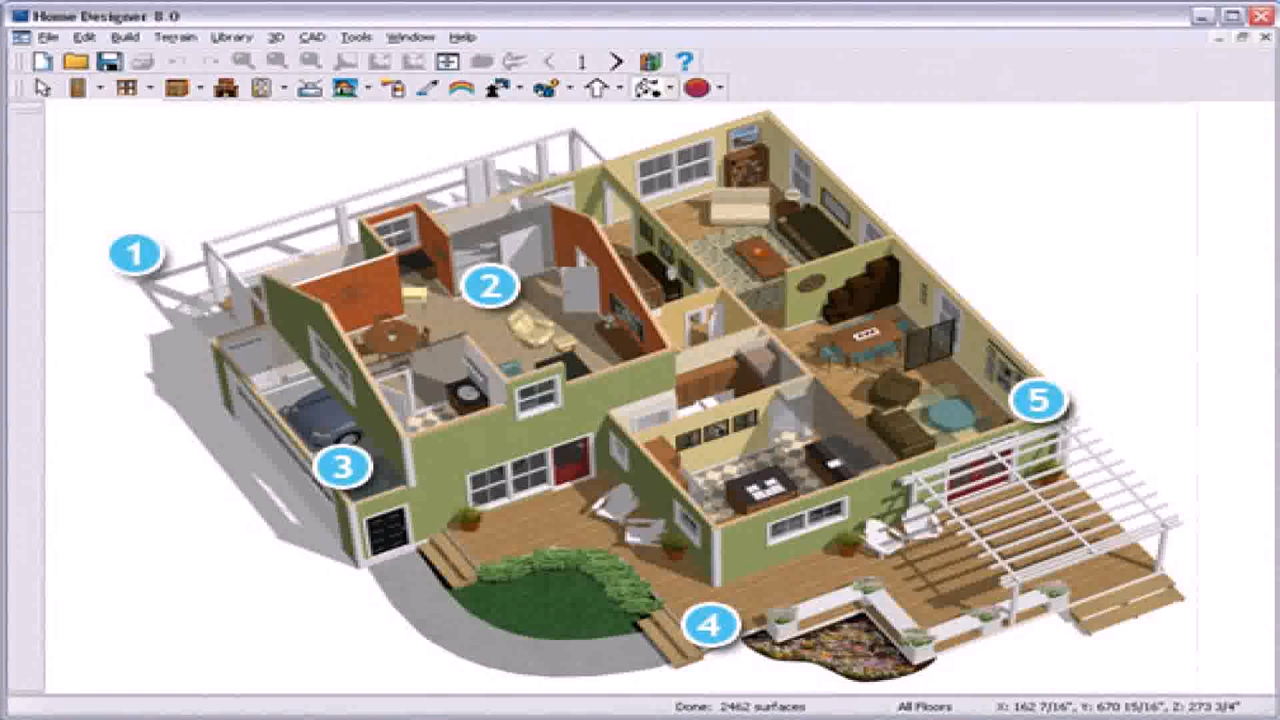 Home Designer 8.0
File Edit Build Terrain Library 3D CAD Tools Window Help
1
1
2
5
3
4
Done: 2462 surfaces All Floors X: 162 7/16", Y: 670 15/16", Z: 273 3/4"